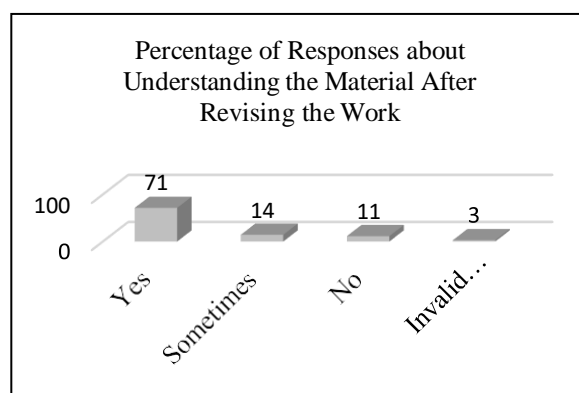 Percentage of Responses about
Understanding the Material After
Revising the Work
71
14
11
3
100
0
Yes
Sometimes
No
Invalid...